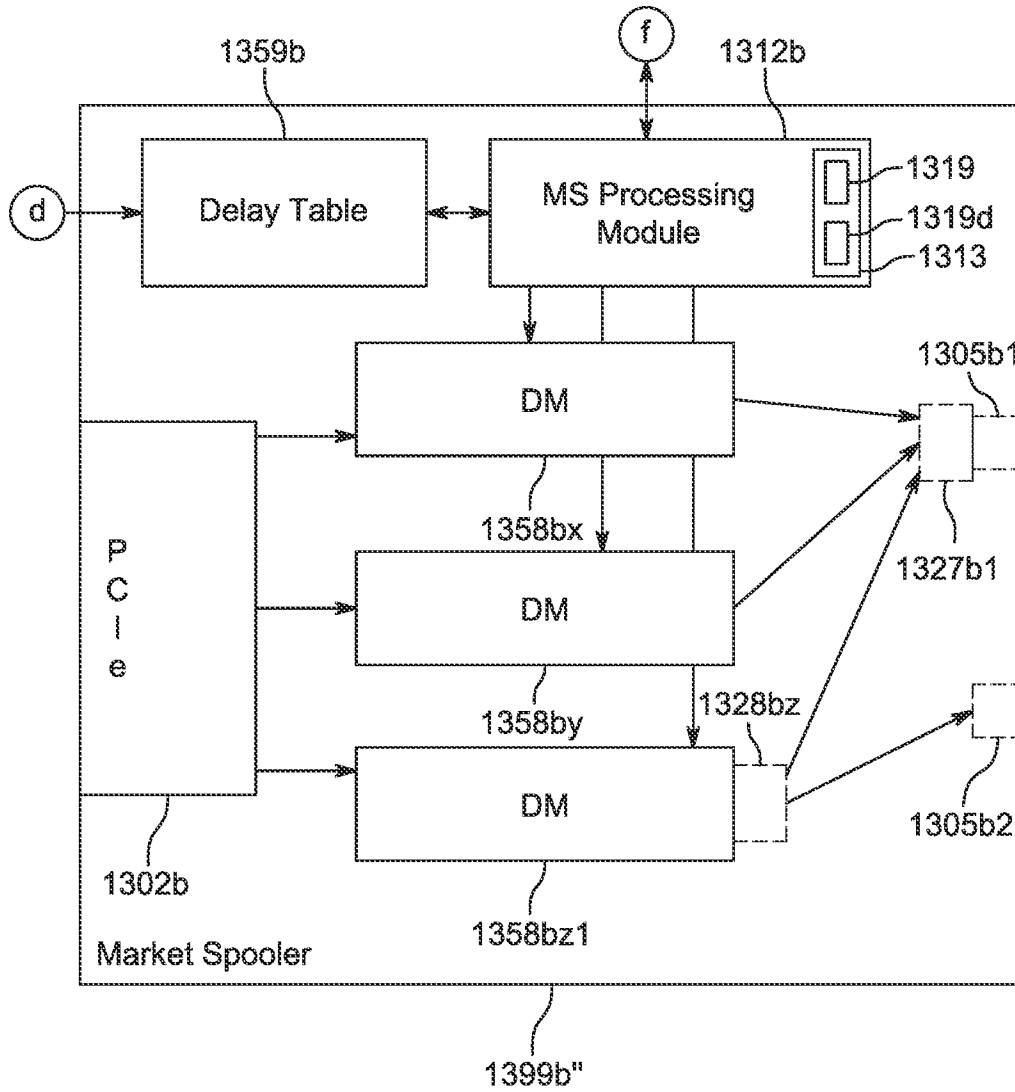 f
1359b
1312b
d
Delay Table
MS Processing
Module
1319
1319d
1313
1305b1
DM
1358bx
1327b1
P
C
I
e
DM
1358by
1328bz
DM
1305b2
1302b
1358bz1
Market Spooler
1399b"